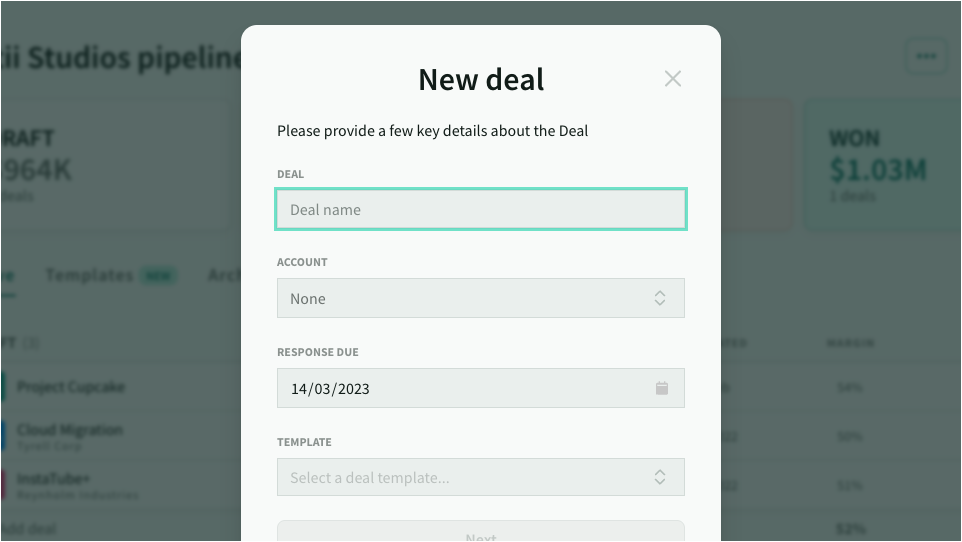 ii Studios pipeline
New deal
Please provide a few key details about the Deal
RAFT
964K
deals
WON
$1.03M
1 deals
DEAL
Deal name
Templates NEW
ACCOUNT
None
FT (3)
MARGIN
RESPONSE DUE
14/03/2023
Project Cupcake
54%
Cloud Migration
Tyrell Corp
50%
TEMPLATE
Select a deal template...
InstaTube+
Reynholm Industries
51%
Add deal
52%
Next